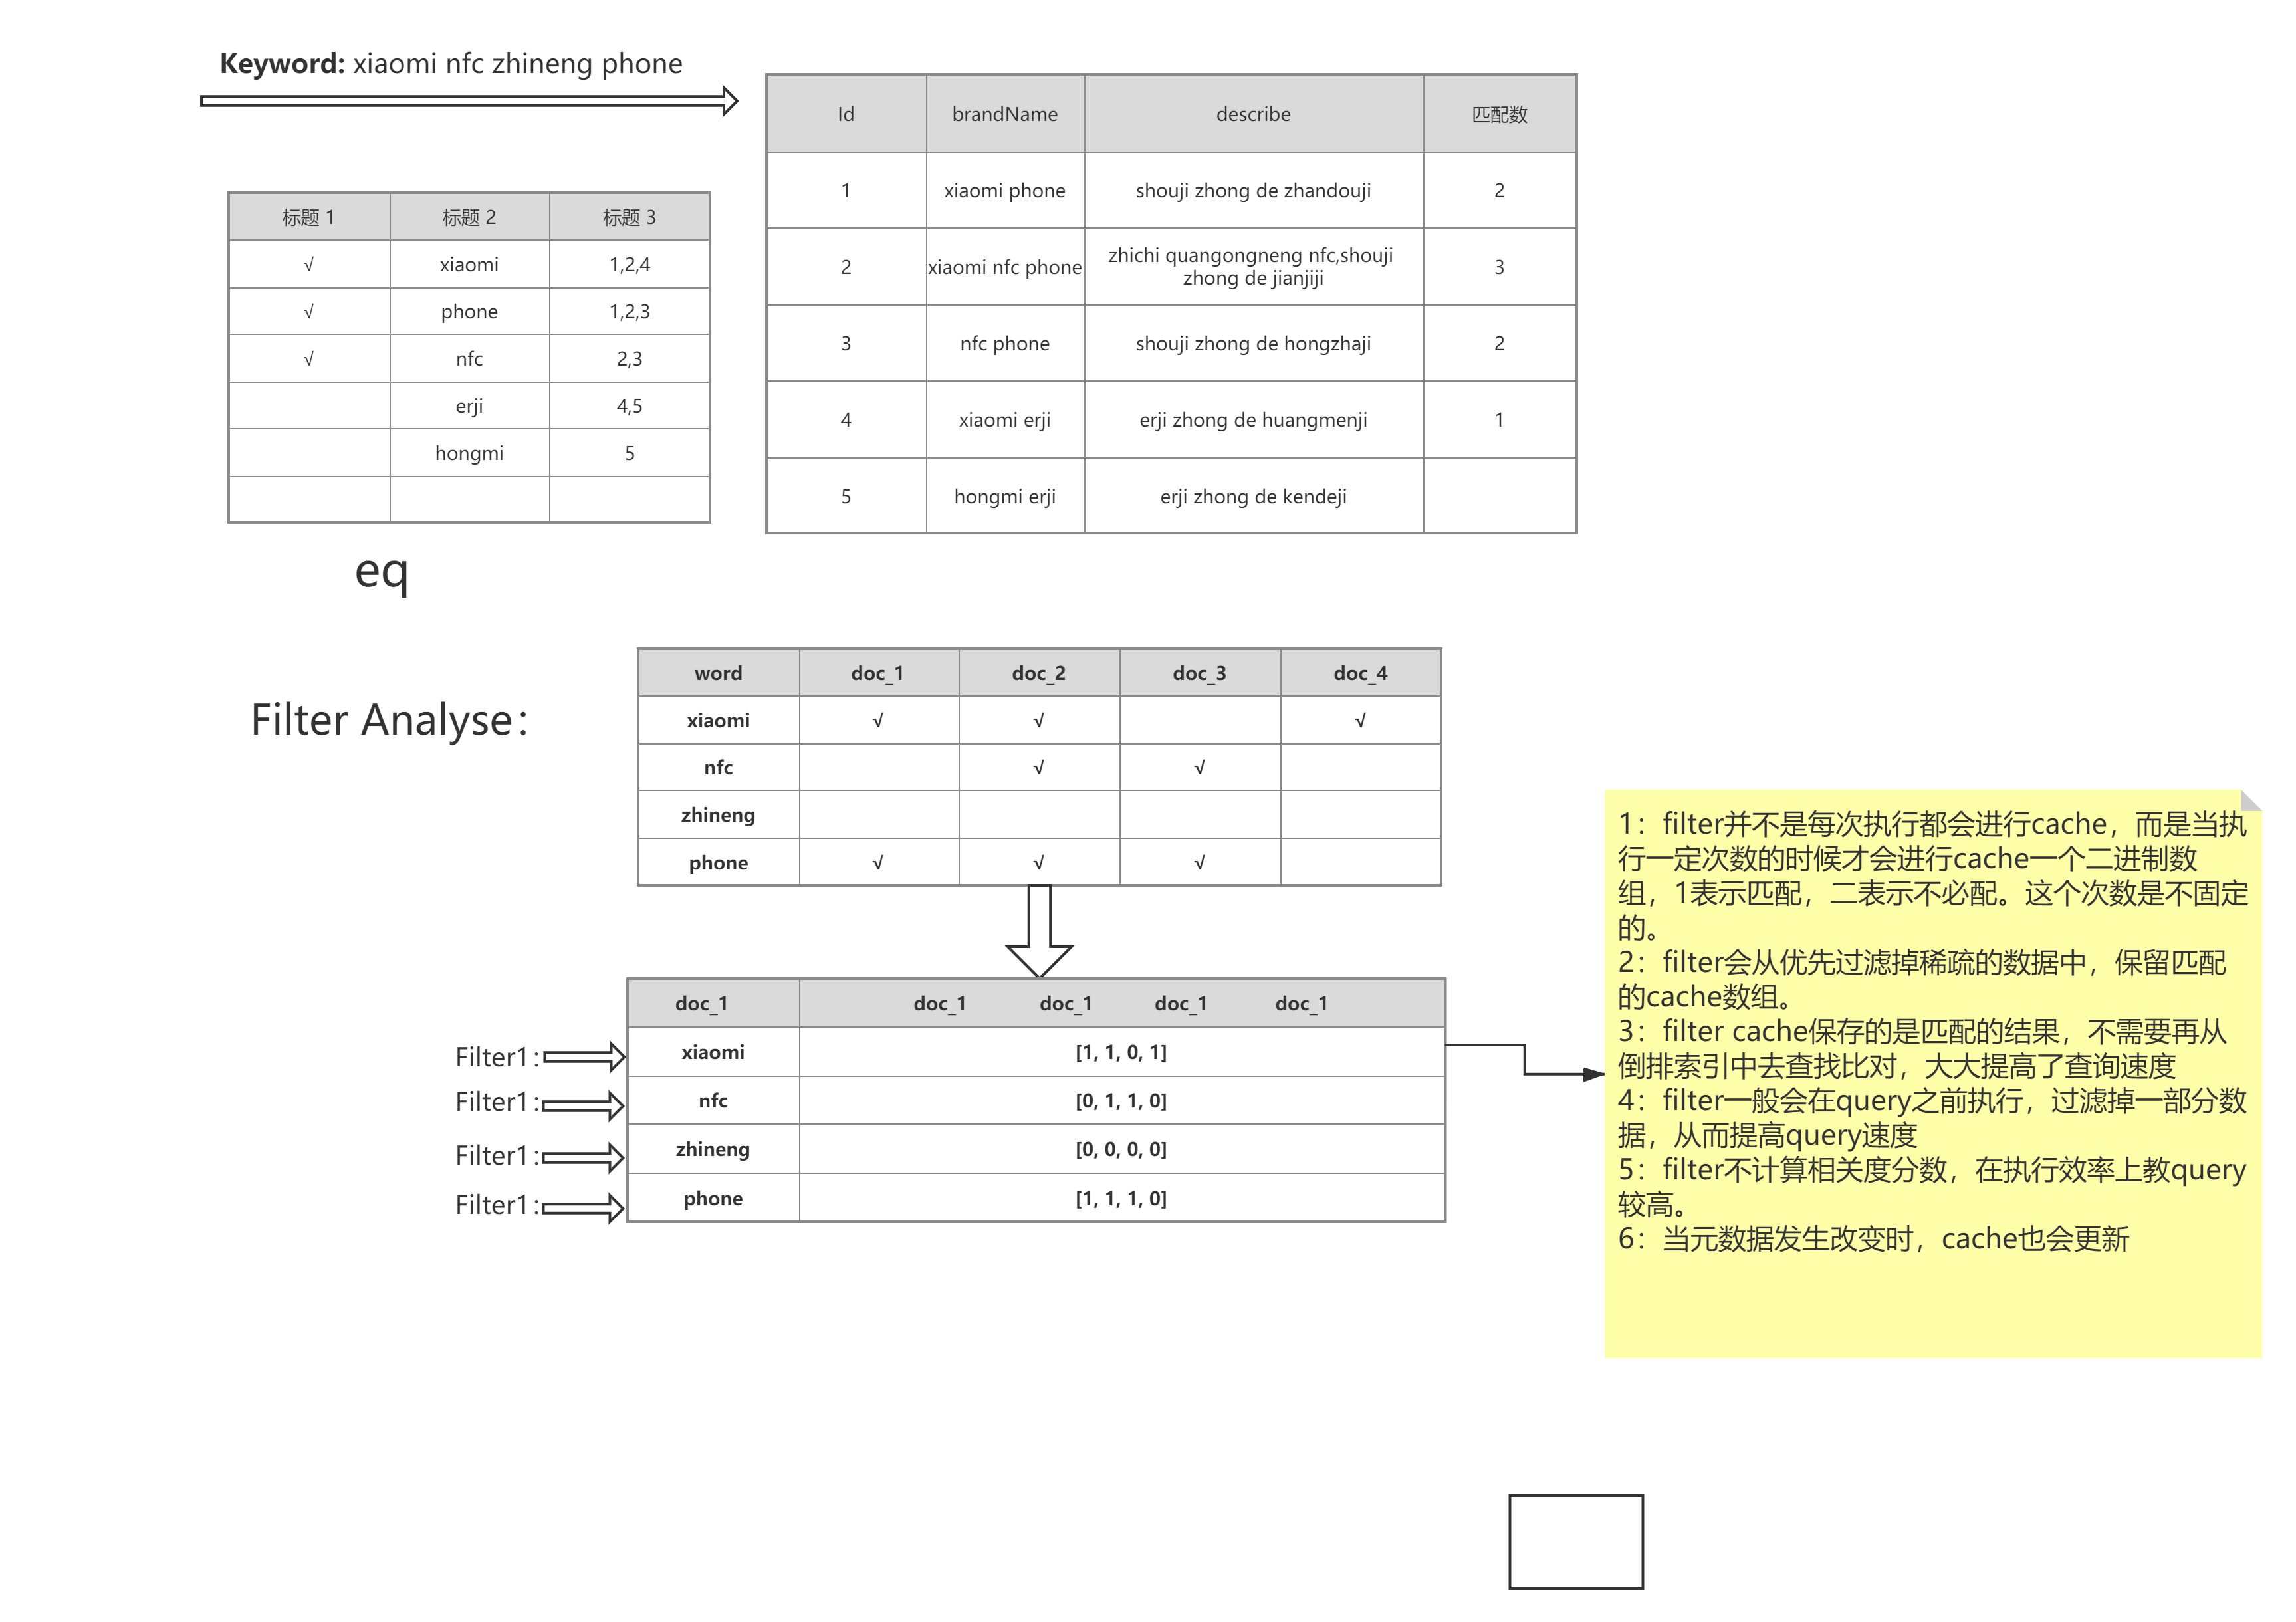 Keyword: xiaomi nfc zhineng phone
Id brandName describe 匹配数
1 xiaomi phone shouji zhong de zhandouji 2
2 xiaomi nfc phone zhichi quangongneng nfc,shouji
zhong de jianjiji 3
3 nfc phone shouji zhong de hongzhaji 2
4 xiaomi erji erji zhong de huangmenji 1
5 hongmi erji erji zhong de kendeji
标题 1 标题 2 标题 3
√ xiaomi 1,2,4
√ phone 1,2,3
√ nfc 2,3
erji 4,5
hongmi 5
eq
Filter Analyse：
word doc_1 doc_2 doc_3 doc_4
xiaomi √ √ √
nfc √ √
zhineng
phone √ √ √
doc_1 doc_1 doc_1 doc_1 doc_1
Filter1: xiaomi [1, 1, 0, 1]
Filter1: nfc [0, 1, 1, 0]
Filter1: zhineng [0, 0, 0, 0]
Filter1: phone [1, 1, 1, 0]
1：filter并不是每次执行都会进行cache，而是当执
行一定次数的时候才会进行cache一个二进制数
组，1表示匹配，二表示不必配。这个次数是不固定
的。
2：filter会从优先过滤掉稀疏的数据中，保留匹配
的cache数组。
3：filter cache保存的是匹配的结果，不需要再从
倒排索引中去查找比对，大大提高了查询速度
4：filter一般会在query之前执行，过滤掉一部分数
据，从而提高query速度
5：filter不计算相关度分数，在执行效率上教query
较高。
6：当元数据发生改变时，cache也会更新